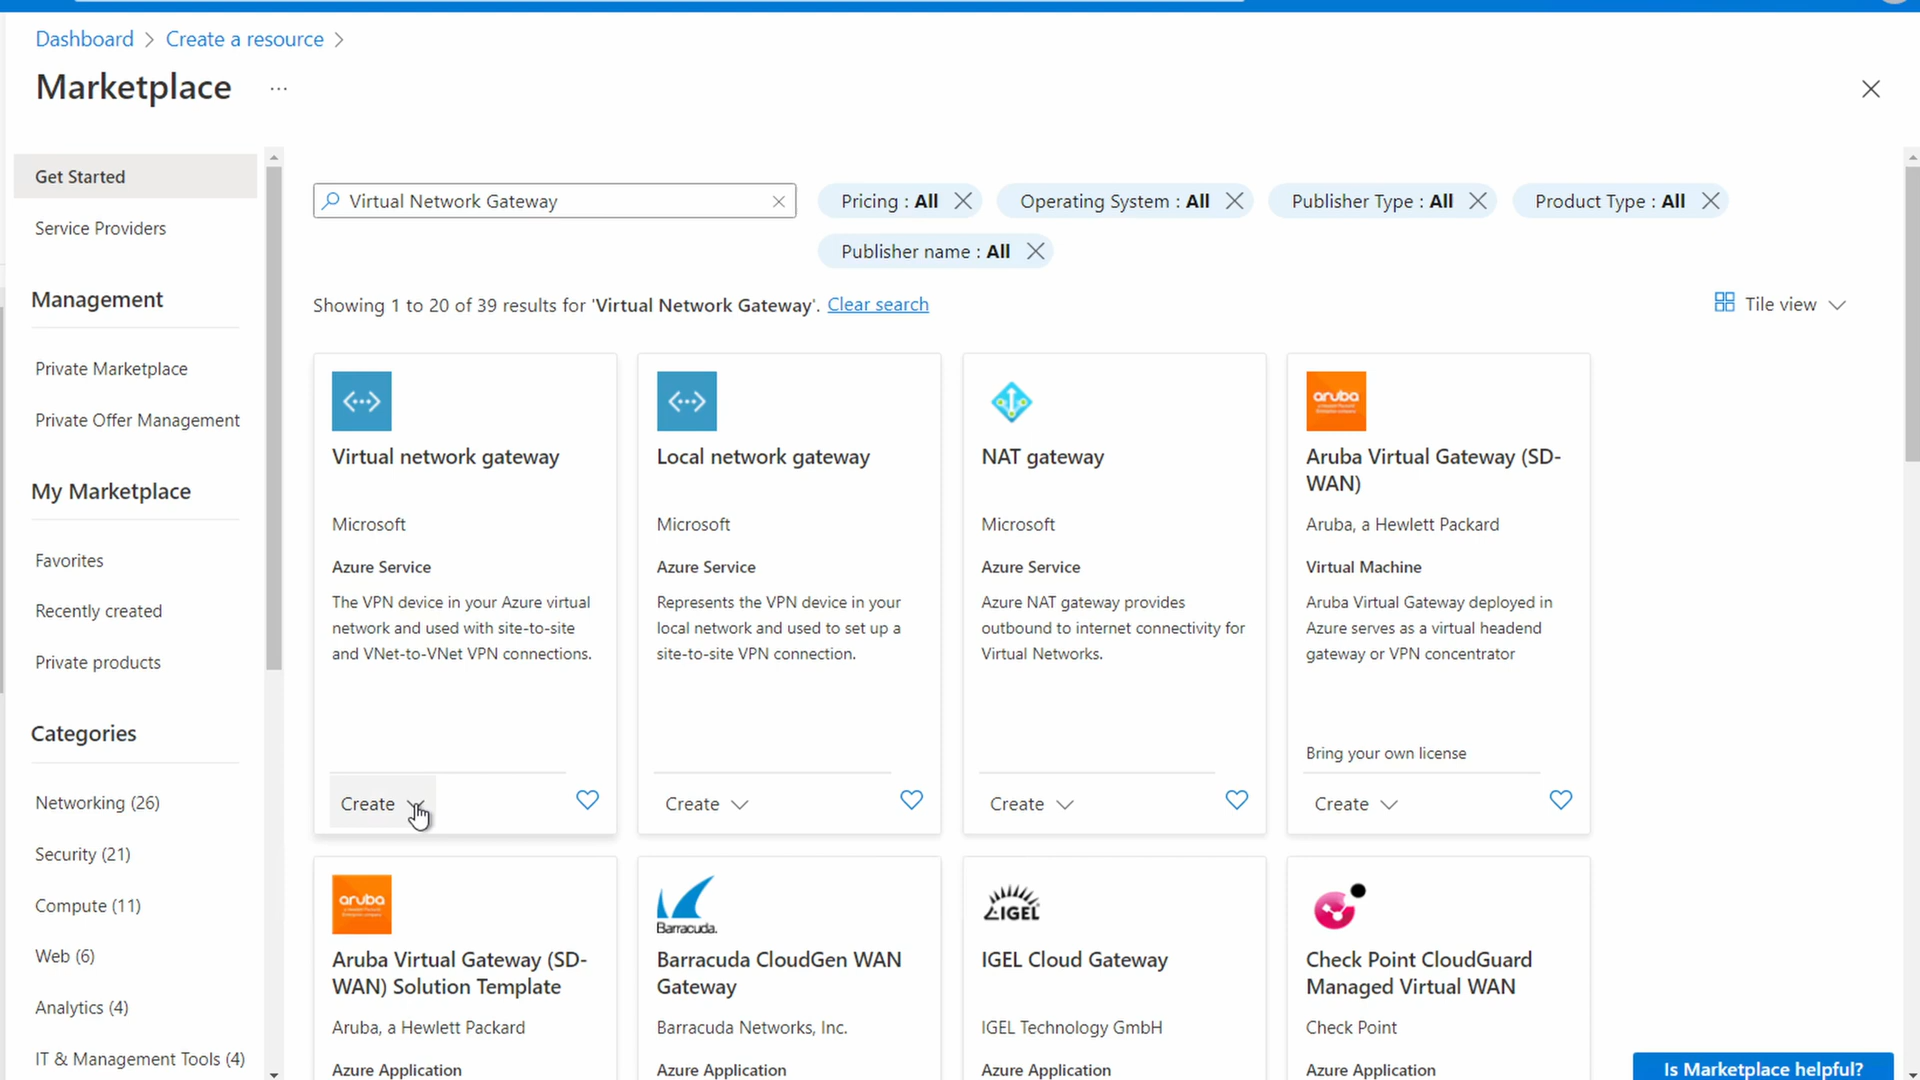 Dashboard > Create a resource >
Marketplace ...
Get Started
Service Providers
Management
Private Marketplace
Private Offer Management
My Marketplace
Favorites
Recently created
Private products
Categories
Networking (26)
Security (21)
Compute (11)
Web (6)
Analytics (4)
IT & Management Tools (4)
Virtual Network Gateway
Pricing : All
Operating System : All
Publisher Type : All
Product Type : All
Publisher name : All
Showing 1 to 20 of 39 results for 'Virtual Network Gateway'. Clear search
Tile view
Virtual network gateway
Microsoft
Azure Service
The VPN device in your Azure virtual
network and used with site-to-site
and VNet-to-VNet VPN connections.
Create
Local network gateway
Microsoft
Azure Service
Represents the VPN device in your
local network and used to set up a
site-to-site VPN connection.
Create
NAT gateway
Microsoft
Azure Service
Azure NAT gateway provides
outbound to internet connectivity for
Virtual Networks.
Create
aruba
Aruba Virtual Gateway (SD-
WAN)
Aruba, a Hewlett Packard
Virtual Machine
Aruba Virtual Gateway deployed in
Azure serves as a virtual headend
gateway or VPN concentrator
Bring your own license
Create
aruba
Aruba Virtual Gateway (SD-
WAN) Solution Template
Aruba, a Hewlett Packard
Azure Application
Barracuda.
Barracuda CloudGen WAN
Gateway
Barracuda Networks, Inc.
Azure Application
IGEL
IGEL Cloud Gateway
IGEL Technology GmbH
Azure Application
Check Point CloudGuard
Managed Virtual WAN
Check Point
Azure Application
Is Marketplace helpful?